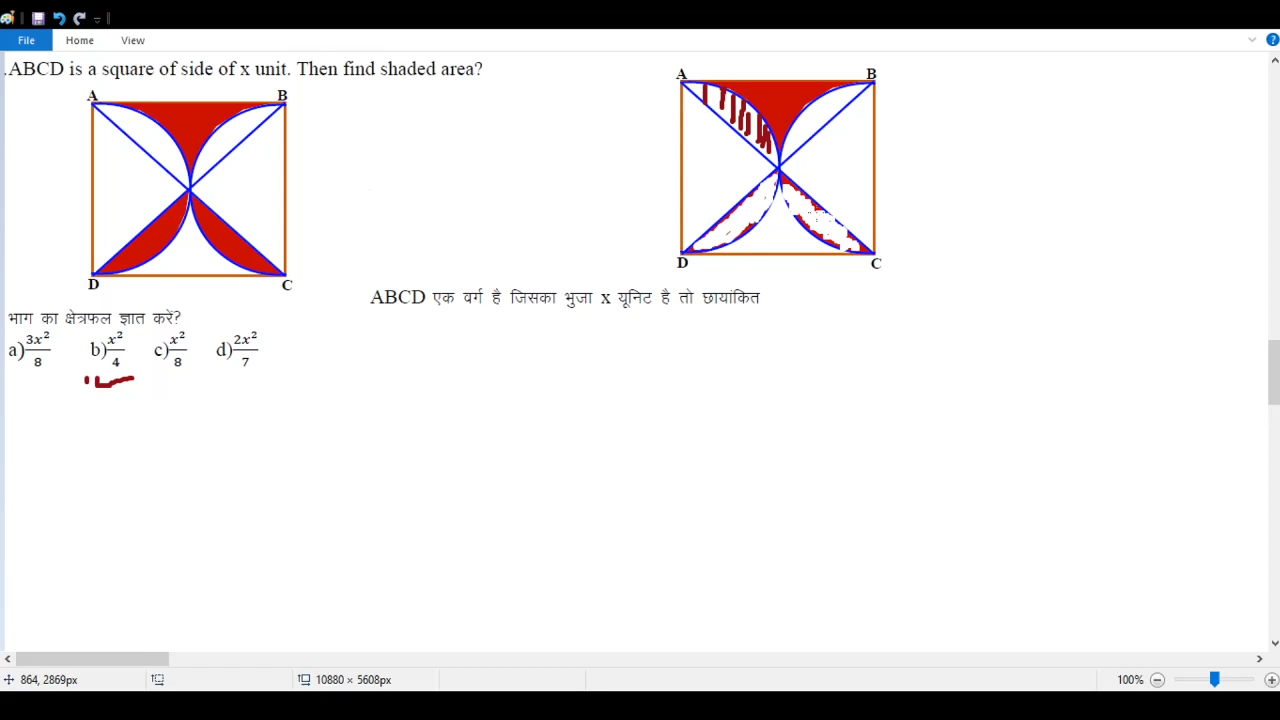 File Home View
.ABCD is a square of side of x unit. Then find shaded area?
A B
D C
A B
D C
ABCD एक वर्ग है जिसका भुजा x यूनिट है तो छायांकित
भाग का क्षेत्रफल ज्ञात करें?
a) 3x²/8 b) x²/4 c) x²/8 d) 2x²/7
864, 2869px 10880 × 5608px 100%